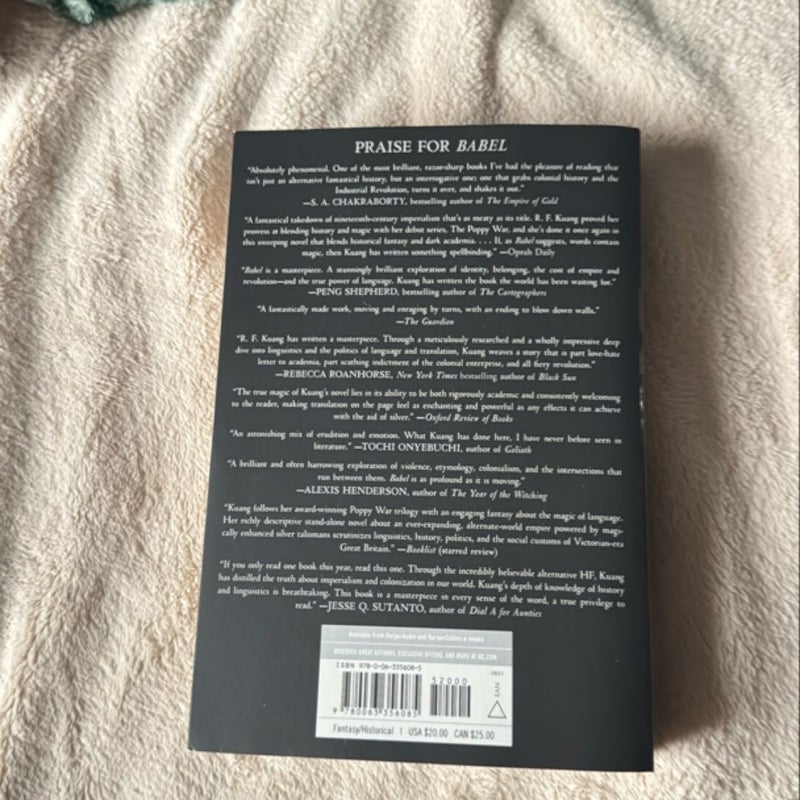 PRAISE FOR BABEL
"Absolutely phenomenal. One of the most brilliant, razor-sharp books I've had the pleasure of reading that
isn't just an alternative fantastical history, but an interrogative one; one that grabs colonial history and the
Industrial Revolution, turns it over, and shakes it out."
—S. A. CHAKRABORTY, bestselling author of The Empire of Gold
"A fantastical takedown of nineteenth-century imperialism that's as meaty as its title. R. F. Kuang proved her
prowess at blending history and magic with her debut series, The Poppy War, and she's done it once again in
this sweeping novel that blends historical fantasy and dark academia. . . . If, as Babel suggests, words contain
magic, then Kuang has written something spellbinding." —Oprah Daily
"Babel is a masterpiece. A stunningly brilliant exploration of identity, belonging, the cost of empire and
revolution—and the true power of language. Kuang has written the book the world has been waiting for."
—PENG SHEPHERD, bestselling author of The Cartographers
"A fantastically made work, moving and enraging by turns, with an ending to blow down walls."
—The Guardian
"R. F. Kuang has written a masterpiece. Through a meticulously researched and a wholly impressive deep
dive into linguistics and the politics of language and translation, Kuang weaves a story that is part love-hate
letter to academia, part scathing indictment of the colonial enterprise, and all fiery revolution."
—REBECCA ROANHORSE, New York Times bestselling author of Black Sun
"The true magic of Kuang's novel lies in its ability to be both rigorously academic and consistently welcoming
to the reader, making translation on the page feel as enchanting and powerful as any effects it can achieve
with the aid of silver." —Oxford Review of Books
"An astonishing mix of erudition and emotion. What Kuang has done here, I have never before seen in
literature." —TOCHI ONYEBUCHI, author of Goliath
"A brilliant and often harrowing exploration of violence, etymology, colonialism, and the intersections that
run between them. Babel is as profound as it is moving."
—ALEXIS HENDERSON, author of The Year of the Witching
"Kuang follows her award-winning Poppy War trilogy with an engaging fantasy about the magic of language.
Her richly descriptive stand-alone novel about an ever-expanding, alternate-world empire powered by magi-
cally enhanced silver talismans scrutinizes linguistics, history, politics, and the social customs of Victorian-era
Great Britain." —Booklist (starred review)
"If you only read one book this year, read this one. Through the incredibly believable alternative HF, Kuang
has distilled the truth about imperialism and colonization in our world. Kuang's depth of knowledge of history
and linguistics is breathtaking. This book is a masterpiece in every sense of the word, a true privilege to
read." —JESSE Q. SUTANTO, author of Dial A for Aunties
Available from HarperAudio and HarperCollins e-books
DISCOVER GREAT AUTHORS, EXCLUSIVE OFFERS, AND MORE AT HC.COM
ISBN 978-0-06-335608-5
52000
0823
EAN
9 780063 356085
Fantasy/Historical | USA $20.00 CAN $25.00